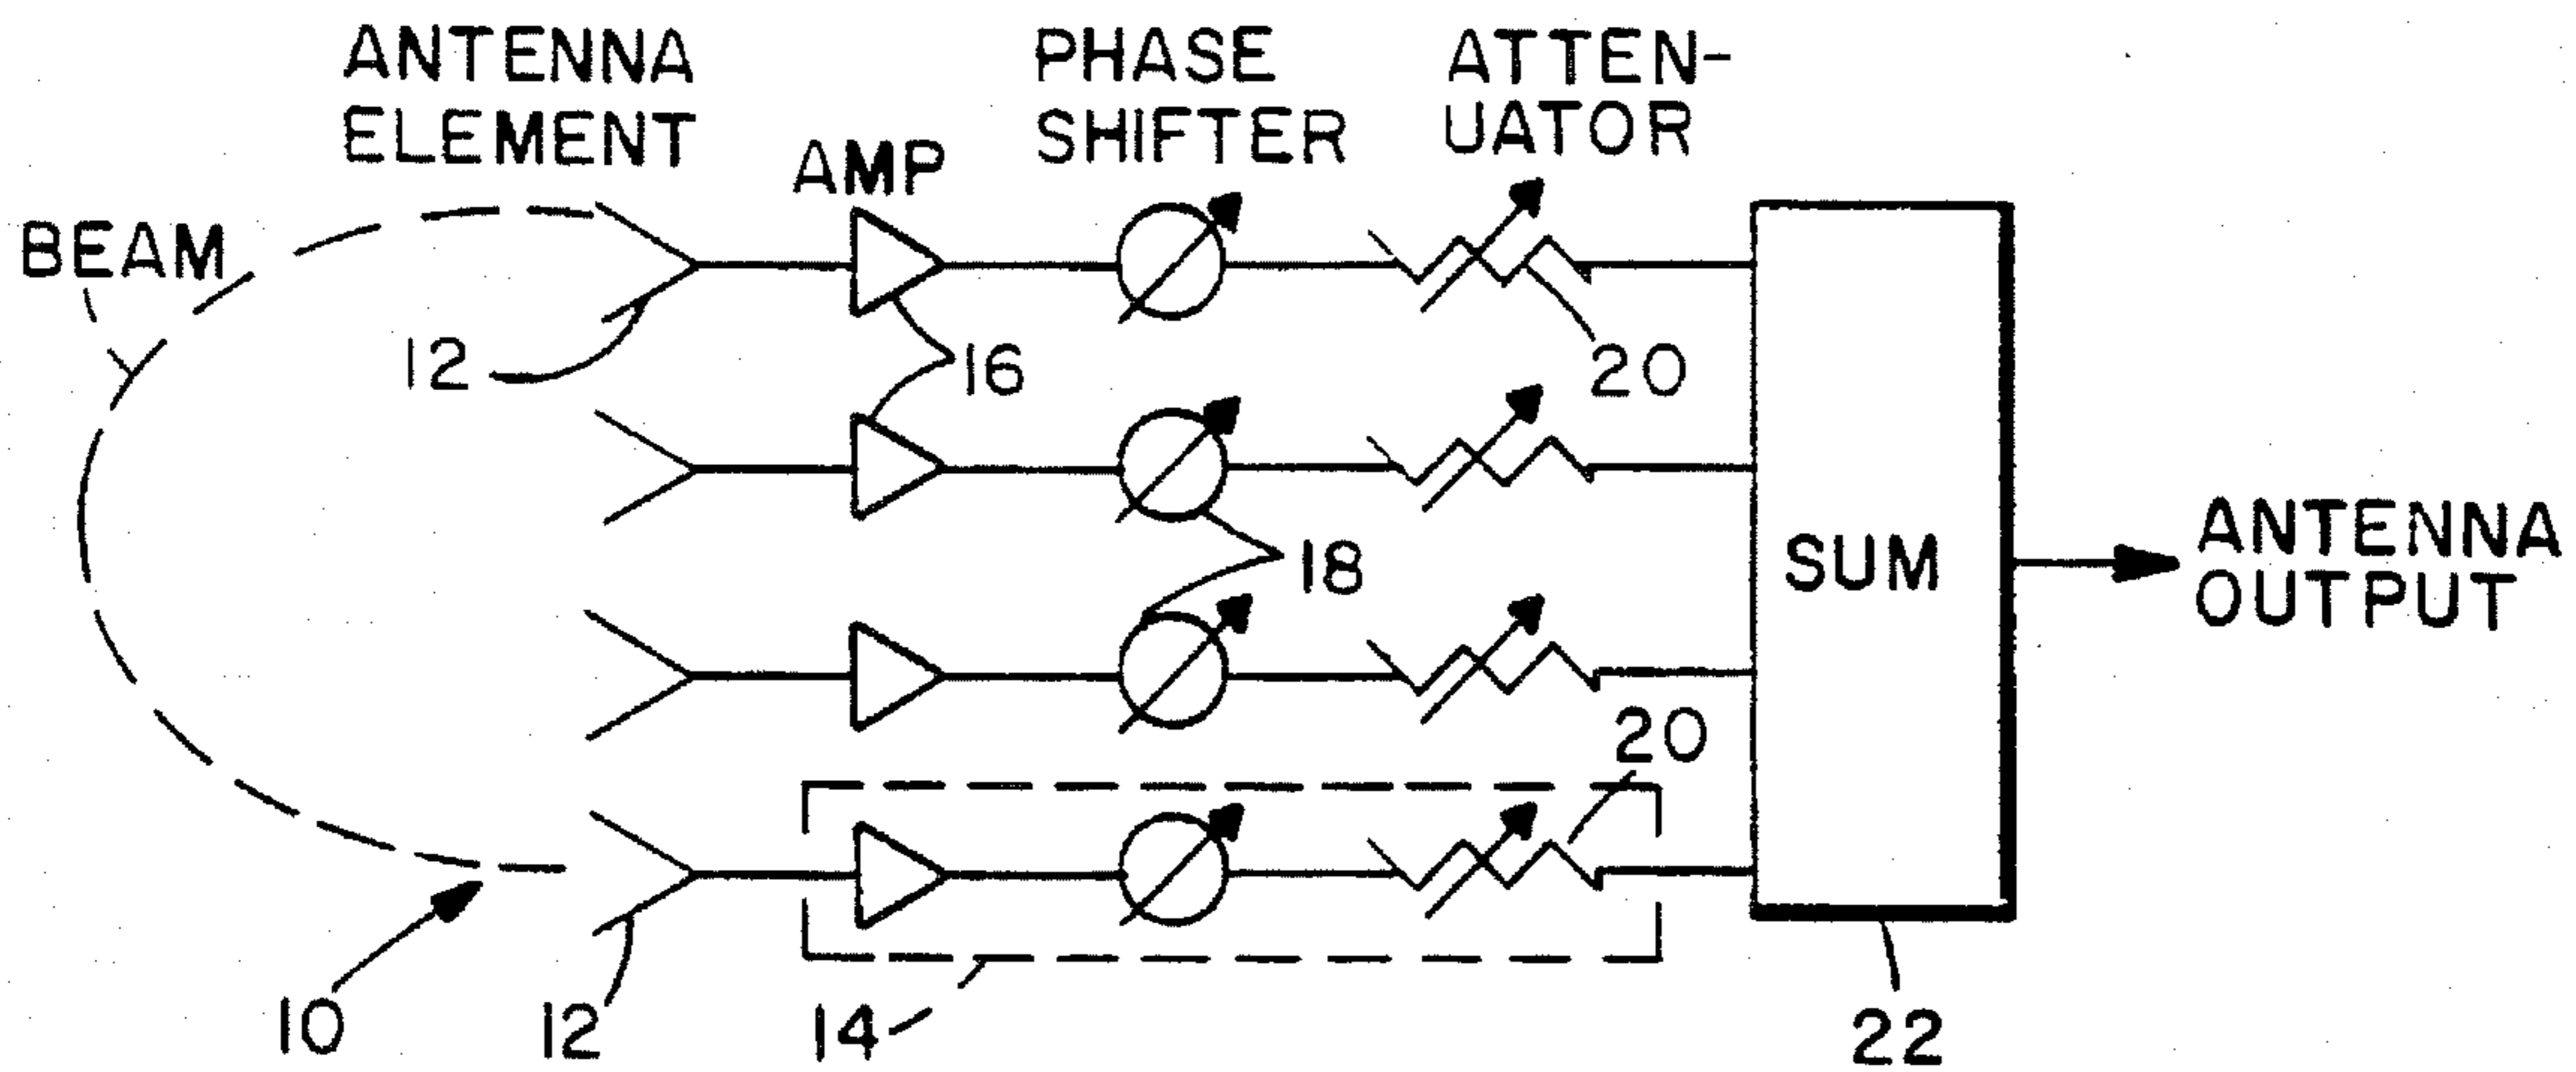 ANTENNA
ELEMENT
PHASE
SHIFTER
ATTEN-
UATOR
AMP
BEAM
12
16
20
18
SUM
ANTENNA
OUTPUT
20
10
12
14
22